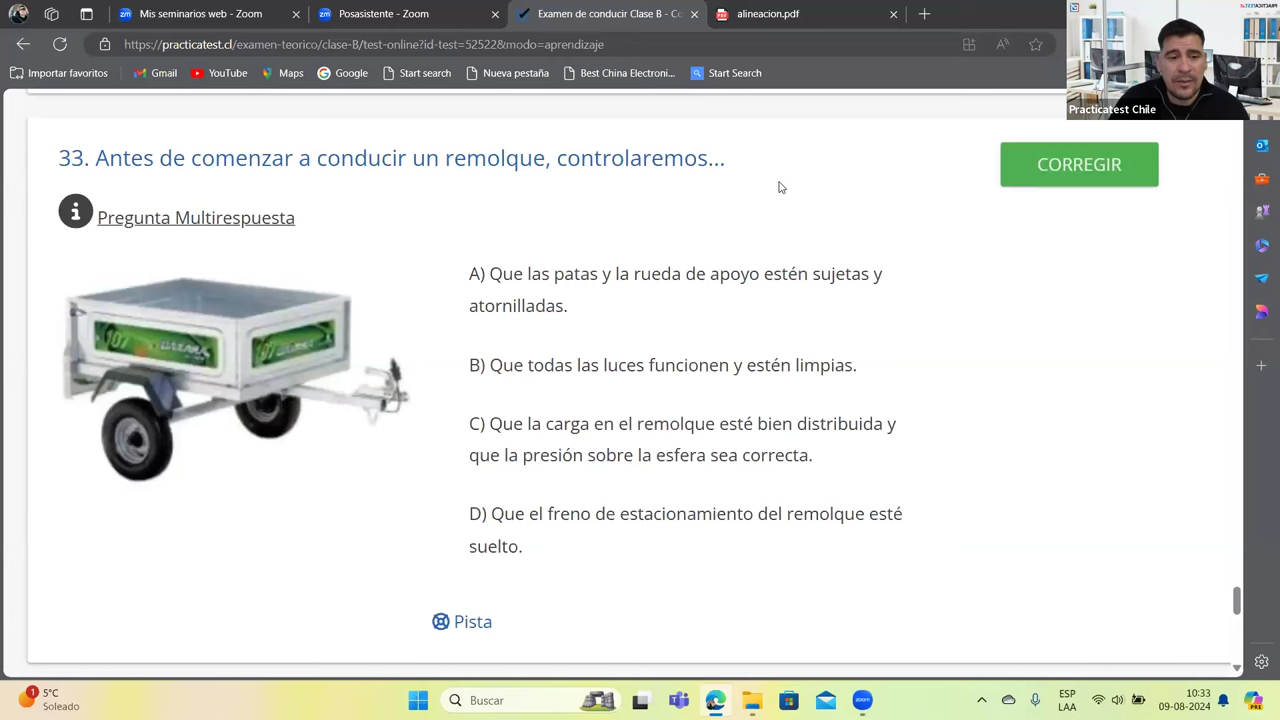 Mis seminarios web - Zoom
Posasistente - Zoom
Examen de conducir Clase B - Co
alineacion.pdf
https://practicatest.cl/examen-teorico/clase-B/test-online?id-test=52522&modo=aprendizaje
Importar favoritos
Gmail
YouTube
Maps
Google
Start search
Nueva pestaña
Best China Electroni...
Start Search
Practicatest Chile
33. Antes de comenzar a conducir un remolque, controlaremos...
CORREGIR
Pregunta Multirespuesta
A) Que las patas y la rueda de apoyo estén sujetas y
atornilladas.
B) Que todas las luces funcionen y estén limpias.
C) Que la carga en el remolque esté bien distribuida y
que la presión sobre la esfera sea correcta.
D) Que el freno de estacionamiento del remolque esté
suelto.
Pista
1
5°C
Soleado
Buscar
zoom
ESP
LAA
10:33
09-08-2024
PRE